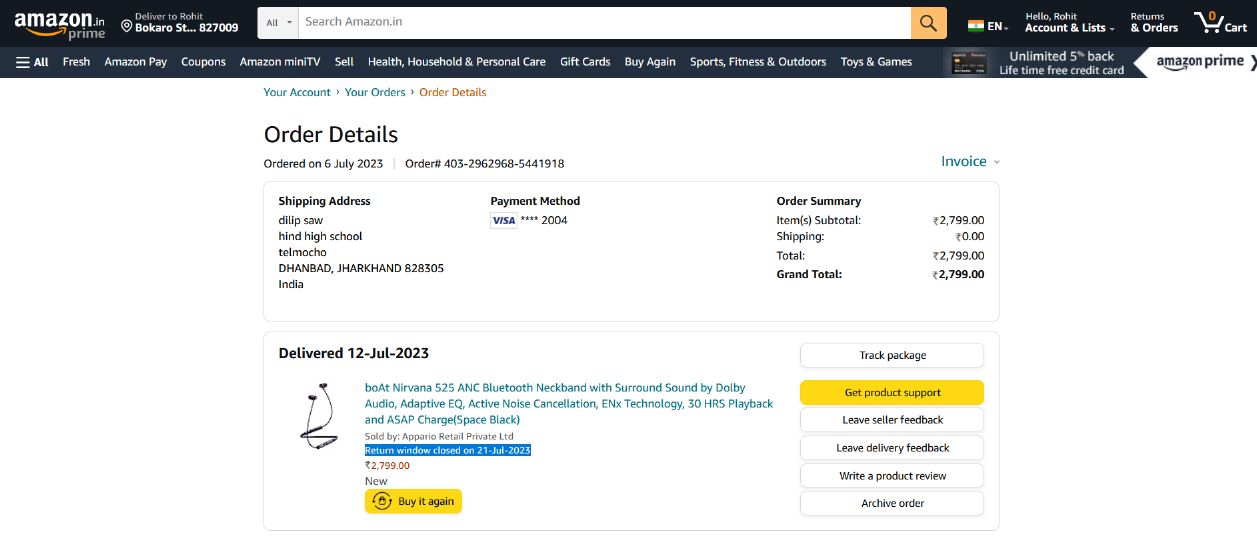 amazon.in
prime
Deliver to Rohit
Bokaro St... 827009
All
Search Amazon.in
EN
Hello, Rohit
Account & Lists
Returns
& Orders
0
Cart
All
Fresh
Amazon Pay
Coupons
Amazon miniTV
Sell
Health, Household & Personal Care
Gift Cards
Buy Again
Sports, Fitness & Outdoors
Toys & Games
Unlimited 5% back
Life time free credit card
amazon prime
Your Account › Your Orders › Order Details
Order Details
Ordered on 6 July 2023 | Order# 403-2962968-5441918
Invoice
Shipping Address
dilip saw
hind high school
telmocho
DHANBAD, JHARKHAND 828305
India
Payment Method
VISA **** 2004
Order Summary
Item(s) Subtotal: ₹2,799.00
Shipping: ₹0.00
Total: ₹2,799.00
Grand Total: ₹2,799.00
Delivered 12-Jul-2023
boAt Nirvana 525 ANC Bluetooth Neckband with Surround Sound by Dolby
Audio, Adaptive EQ, Active Noise Cancellation, ENx Technology, 30 HRS Playback
and ASAP Charge(Space Black)
Sold by: Appario Retail Private Ltd
Return window closed on 21-Jul-2023
₹2,799.00
New
Buy it again
Track package
Get product support
Leave seller feedback
Leave delivery feedback
Write a product review
Archive order